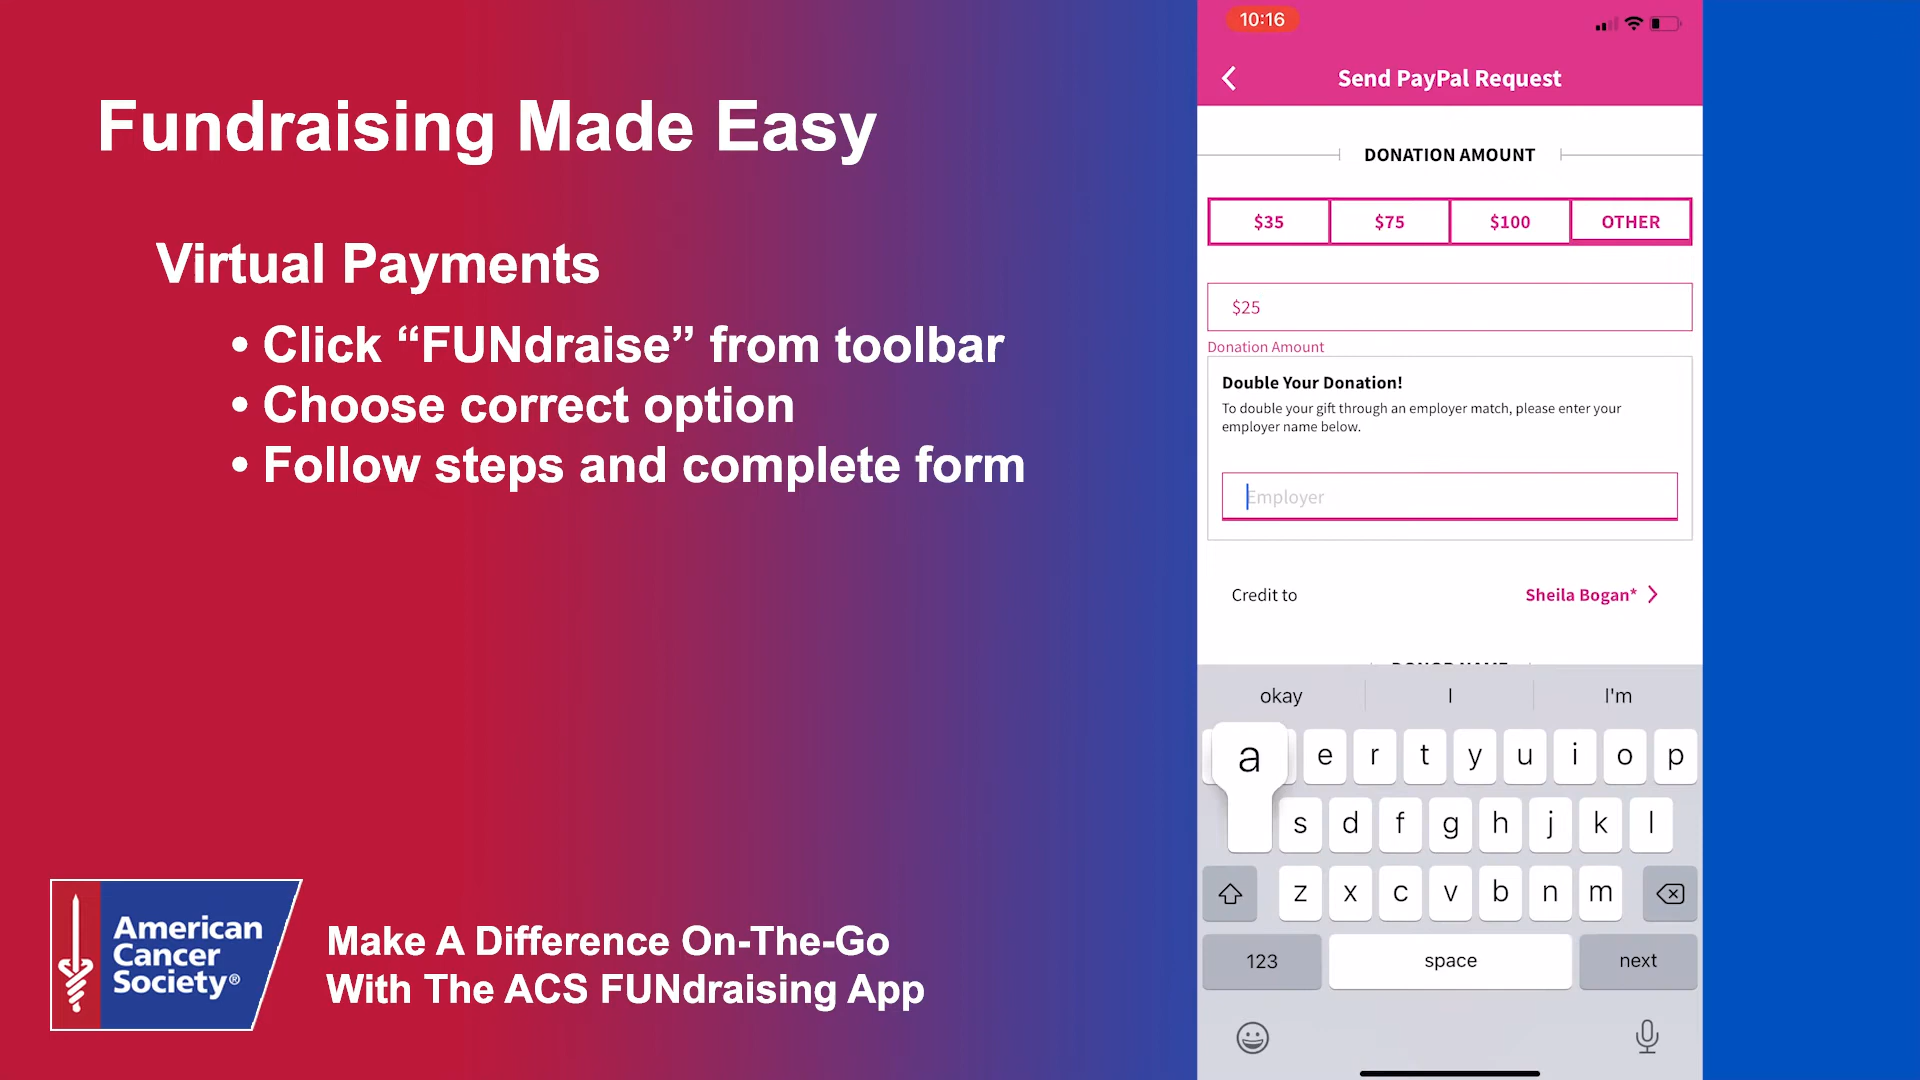 Fundraising Made Easy
Virtual Payments
• Click “FUNdraise” from toolbar
• Choose correct option
• Follow steps and complete form
American
Cancer
Society®
Make A Difference On-The-Go
With The ACS FUNdraising App
10:16
Send PayPal Request
DONATION AMOUNT
$35 $75 $100 OTHER
$25
Donation Amount
Double Your Donation!
To double your gift through an employer match, please enter your
employer name below.
Employer
Credit to Sheila Bogan*
DONOR NAME
okay I I'm
a e r t y u i o p
s d f g h j k l
z x c v b n m
123 space next